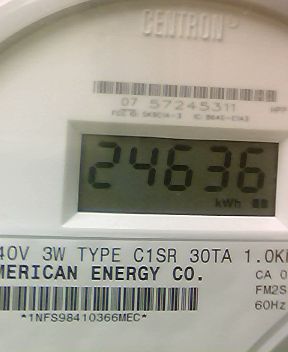 CENTRON
07 57245311
24636
kWh
40V 3W TYPE C1SR 30TA 1.0K
MERICAN ENERGY CO.
CA 0
FM2S
60Hz
*1NFS98410366MEC*